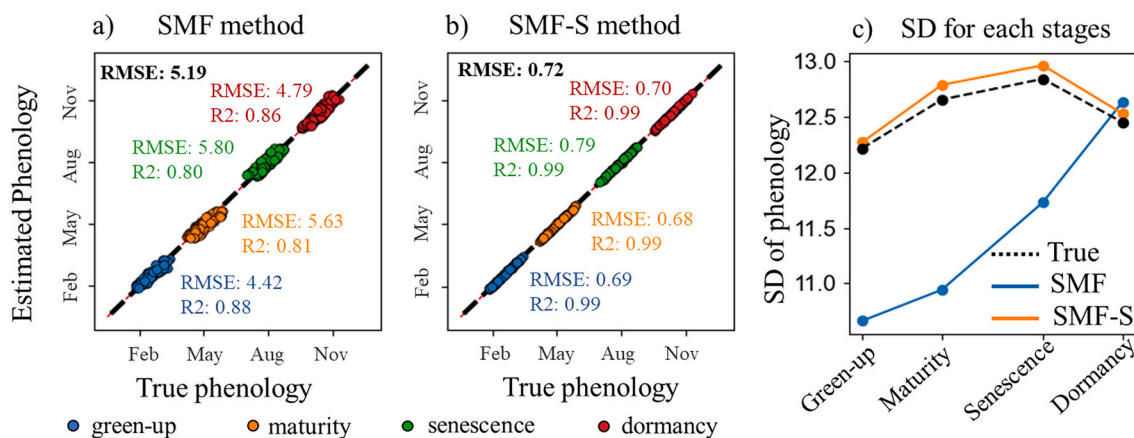 a) SMF method
b) SMF-S method
c) SD for each stages
Estimated Phenology
Nov
Aug
May
Feb
RMSE: 5.19
RMSE: 4.79
R2: 0.86
RMSE: 5.80
R2: 0.80
RMSE: 5.63
R2: 0.81
RMSE: 4.42
R2: 0.88
Feb May Aug Nov
True phenology
Nov
Aug
May
Feb
RMSE: 0.72
RMSE: 0.70
R2: 0.99
RMSE: 0.79
R2: 0.99
RMSE: 0.68
R2: 0.99
RMSE: 0.69
R2: 0.99
Feb May Aug Nov
True phenology
SD of phenology
13.0
12.5
12.0
11.5
11.0
True
SMF
SMF-S
Green-up Maturity Senescence Dormancy
green-up maturity senescence dormancy